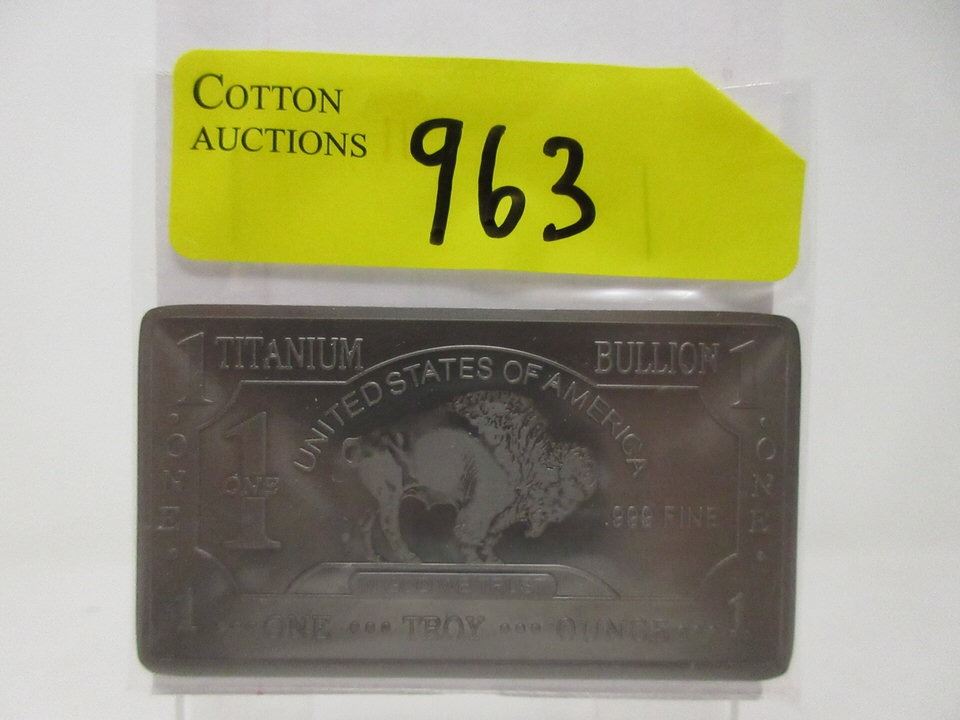 COTTON
AUCTIONS
963
1 TITANIUM BULLION 1
UNITED STATES OF AMERICA
ONE
1
ONE
.999 FINE
ONE
1 ONE TROY OUNCE 1